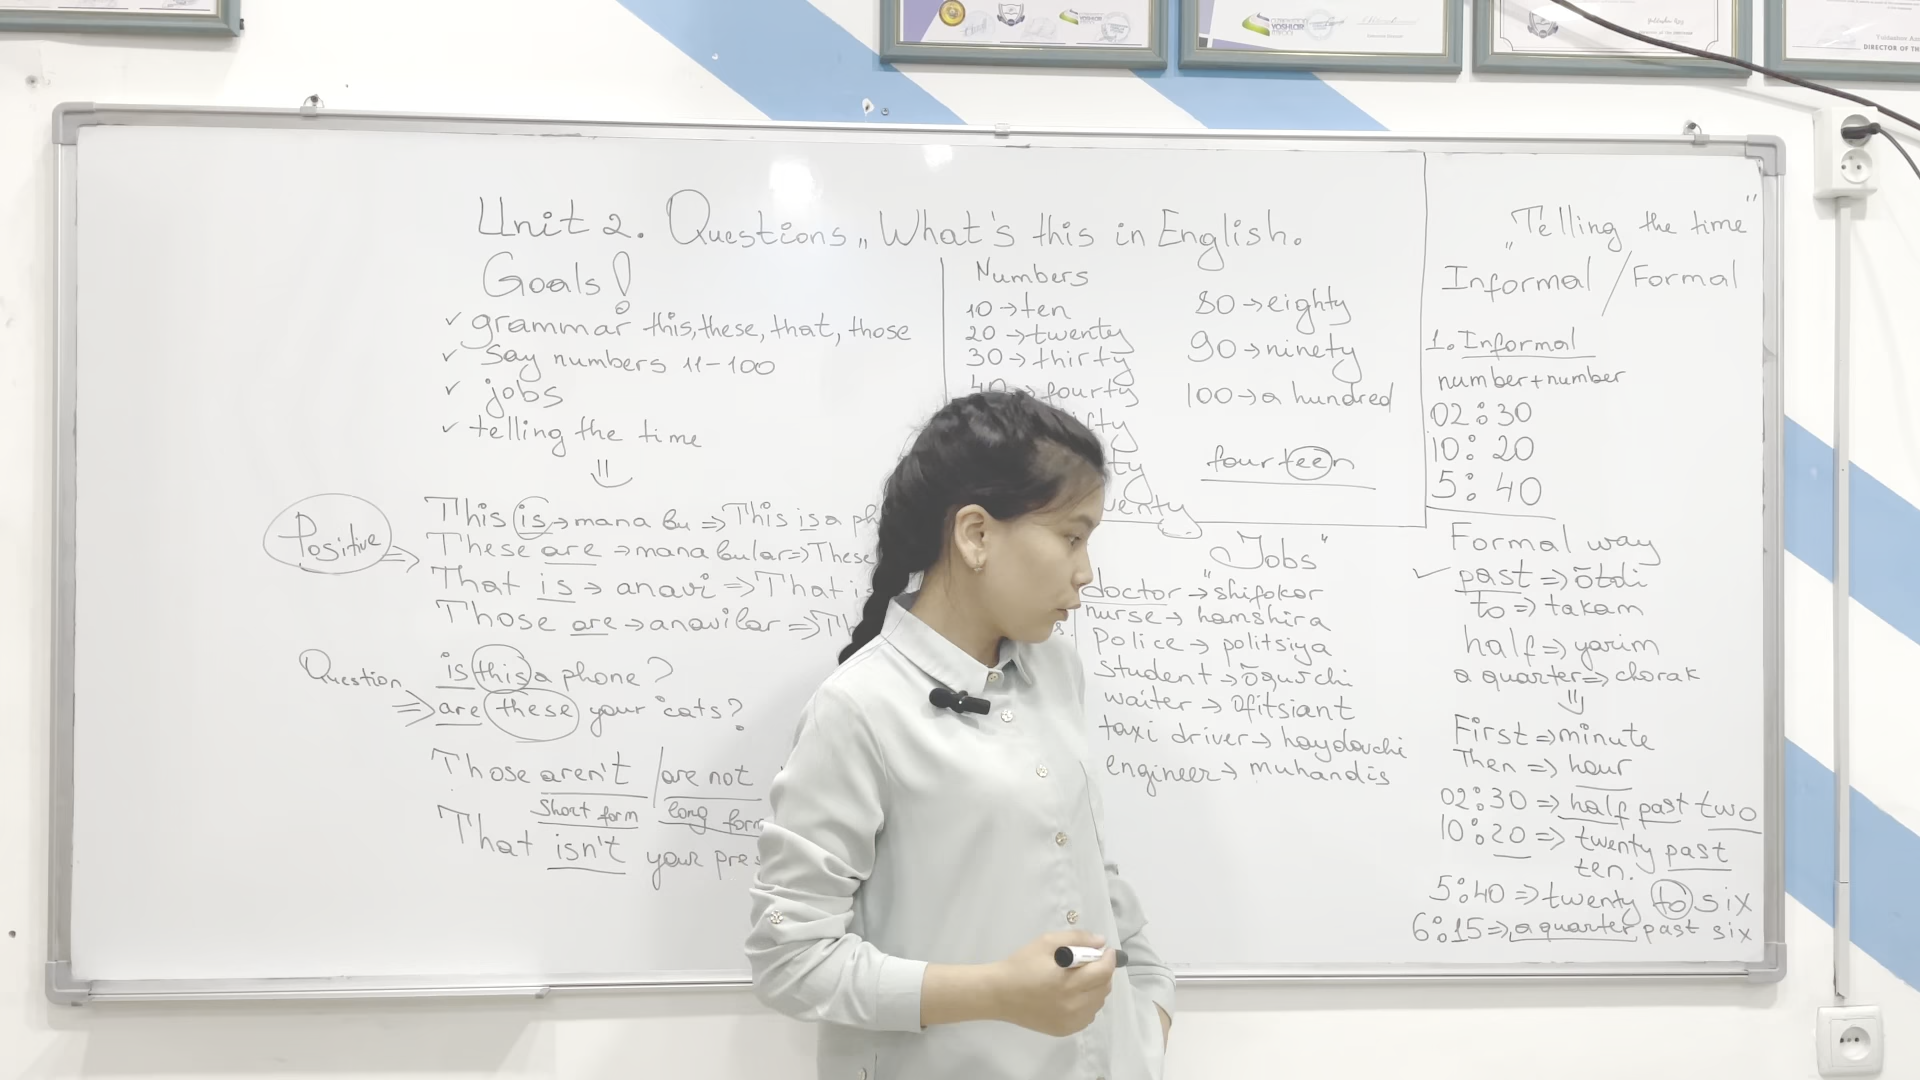 Unit 2. Questions „What's this in English.
Goals!
✓ grammar this, these, that, those
✓ say numbers 11-100
✓ jobs
✓ telling the time
Positive ⇒
This is → mana bu ⇒ This is a
These are → mana bular ⇒ These
That is → anavi ⇒ That is
Those are → anavilar ⇒
Question ⇒
is this a phone?
are these your cats?
Those aren't / are not
Short form long form
That isn't your
Numbers
10 → ten
20 → twenty
30 → thirty
40 → fourty
80 → eighty
90 → ninety
100 → a hundred
fourteen
„Jobs"
doctor → shifokor
nurse → hamshira
police → politsiya
student → õquvchi
waiter → Ofitsiant
taxi driver → haydovchi
engineer → muhandis
„Telling the time"
Informal / Formal
1. Informal
number + number
02:30
10:20
5:40
Formal way
✓ past ⇒ õtdi
to ⇒ takam
half ⇒ yarim
a quarter ⇒ chorak
First ⇒ minute
Then ⇒ hour
02:30 ⇒ half past two
10:20 ⇒ twenty past
ten.
5:40 ⇒ twenty to six
6:15 ⇒ a quarter past six
YOSHLAR
DIRECTOR OF